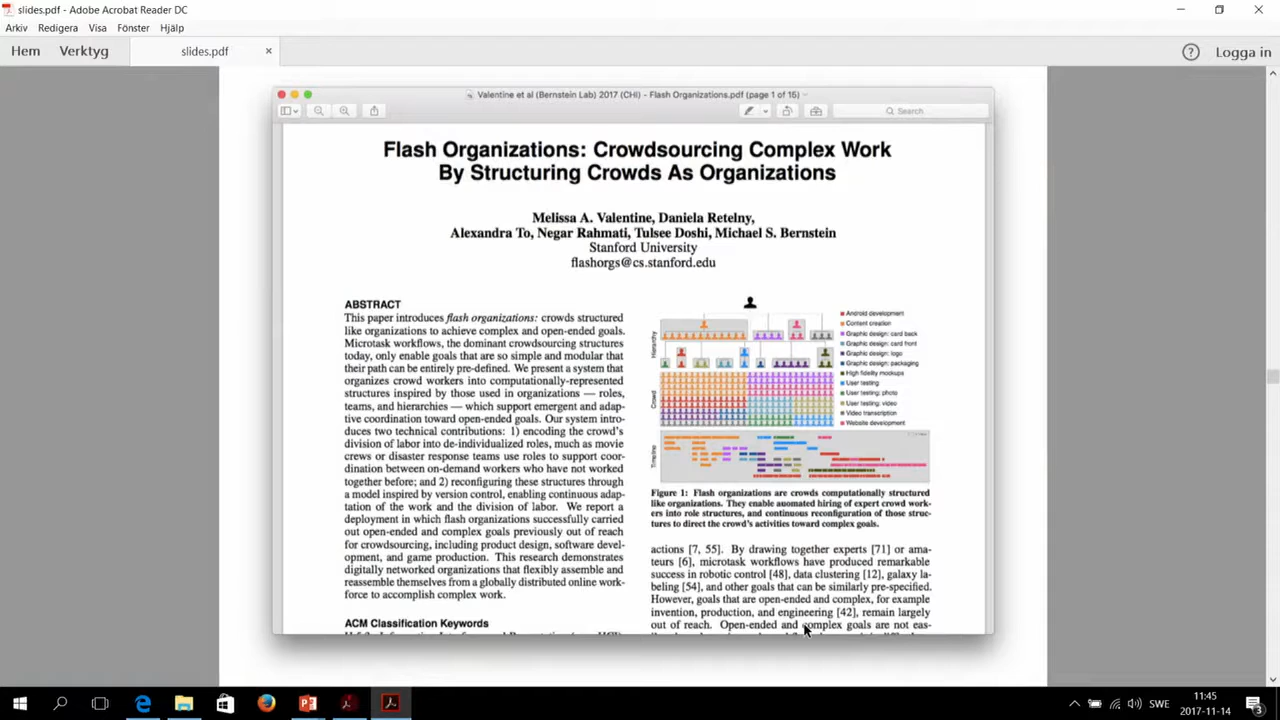 slides.pdf - Adobe Acrobat Reader DC
Arkiv Redigera Visa Fönster Hjälp
Hem Verktyg slides.pdf × ? Logga in
Valentine et al (Bernstein Lab) 2017 (CHI) - Flash Organizations.pdf (page 1 of 15)
Search
Flash Organizations: Crowdsourcing Complex Work
By Structuring Crowds As Organizations
Melissa A. Valentine, Daniela Retelny,
Alexandra To, Negar Rahmati, Tulsee Doshi, Michael S. Bernstein
Stanford University
flashorgs@cs.stanford.edu
ABSTRACT
This paper introduces flash organizations: crowds structured
like organizations to achieve complex and open-ended goals.
Microtask workflows, the dominant crowdsourcing structures
today, only enable goals that are so simple and modular that
their path can be entirely pre-defined. We present a system that
organizes crowd workers into computationally-represented
structures inspired by those used in organizations — roles,
teams, and hierarchies — which support emergent and adap-
tive coordination toward open-ended goals. Our system intro-
duces two technical contributions: 1) encoding the crowd's
division of labor into de-individualized roles, much as movie
crews or disaster response teams use roles to support coor-
dination between on-demand workers who have not worked
together before; and 2) reconfiguring these structures through
a model inspired by version control, enabling continuous adap-
tation of the work and the division of labor. We report a
deployment in which flash organizations successfully carried
out open-ended and complex goals previously out of reach
for crowdsourcing, including product design, software devel-
opment, and game production. This research demonstrates
digitally networked organizations that flexibly assemble and
reassemble themselves from a globally distributed online work-
force to accomplish complex work.
ACM Classification Keywords
Hierarchy
Crowd
Timeline
Android development
Content creation
Graphic design: card back
Graphic design: card front
Graphic design: logo
Graphic design: packaging
High fidelity mockups
User testing
User testing: photo
User testing: video
Video transcription
Website development
Figure 1: Flash organizations are crowds computationally structured
like organizations. They enable auomated hiring of expert crowd work-
ers into role structures, and continuous reconfiguration of those struc-
tures to direct the crowd's activities toward complex goals.
actions [7, 55]. By drawing together experts [71] or ama-
teurs [6], microtask workflows have produced remarkable
success in robotic control [48], data clustering [12], galaxy la-
beling [54], and other goals that can be similarly pre-specified.
However, goals that are open-ended and complex, for example
invention, production, and engineering [42], remain largely
out of reach. Open-ended and complex goals are not eas-
SWE
11:45
2017-11-14
3